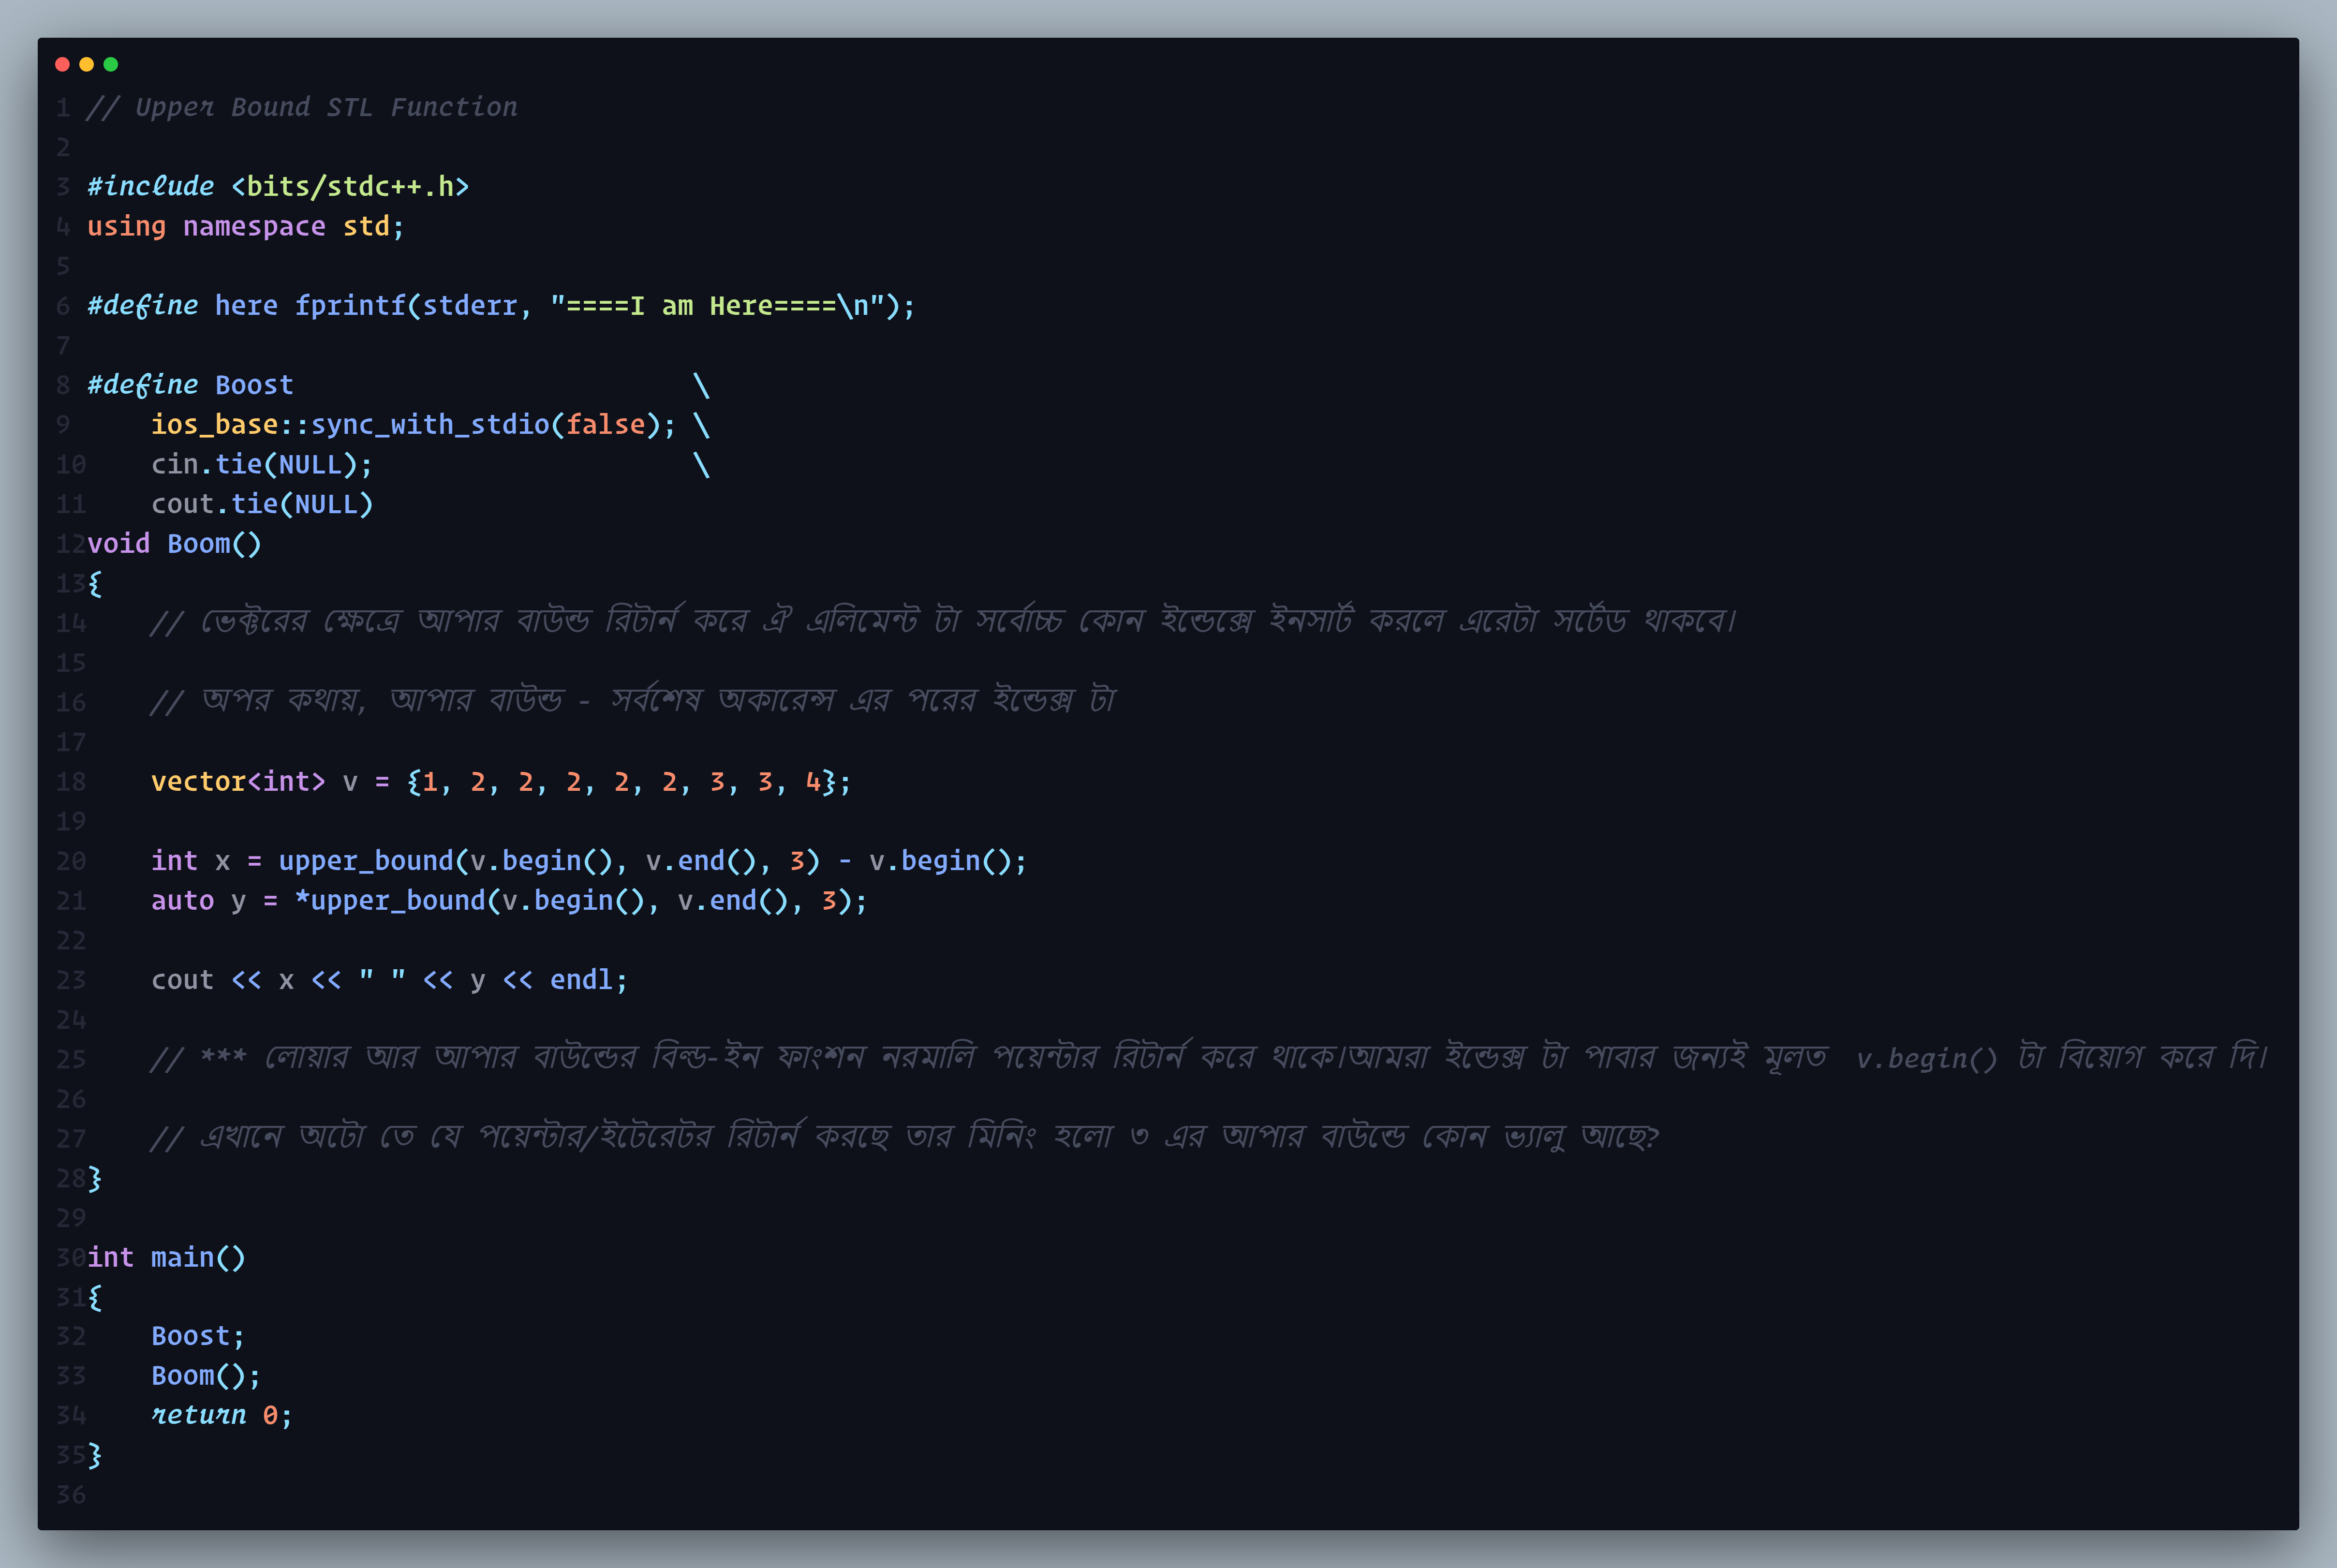 1 // Upper Bound STL Function
2
3 #include <bits/stdc++.h>
4 using namespace std;
5
6 #define here fprintf(stderr, "====I am Here====\n");
7
8 #define Boost                         \
9     ios_base::sync_with_stdio(false); \
10    cin.tie(NULL);                    \
11    cout.tie(NULL)
12void Boom()
13{
14    // ভেক্টরের ক্ষেত্রে আপার বাউন্ড রিটার্ন করে ঐ এলিমেন্ট টা সর্বোচ্চ কোন ইন্ডেক্সে ইনসার্ট করলে এরেটা সর্টেড থাকবে।
15
16    // অপর কথায়, আপার বাউন্ড - সর্বশেষ অকারেন্স এর পরের ইন্ডেক্স টা
17
18    vector<int> v = {1, 2, 2, 2, 2, 2, 3, 3, 4};
19
20    int x = upper_bound(v.begin(), v.end(), 3) - v.begin();
21    auto y = *upper_bound(v.begin(), v.end(), 3);
22
23    cout << x << " " << y << endl;
24
25    // *** লোয়ার আর আপার বাউন্ডের বিল্ড-ইন ফাংশন নরমালি পয়েন্টার রিটার্ন করে থাকে।আমরা ইন্ডেক্স টা পাবার জন্যই মূলত  v.begin() টা বিয়োগ করে দি।
26
27    // এখানে অটো তে যে পয়েন্টার/ইটেরেটর রিটার্ন করছে তার মিনিং হলো ৩ এর আপার বাউন্ডে কোন ভ্যালু আছে?
28}
29
30int main()
31{
32    Boost;
33    Boom();
34    return 0;
35}
36